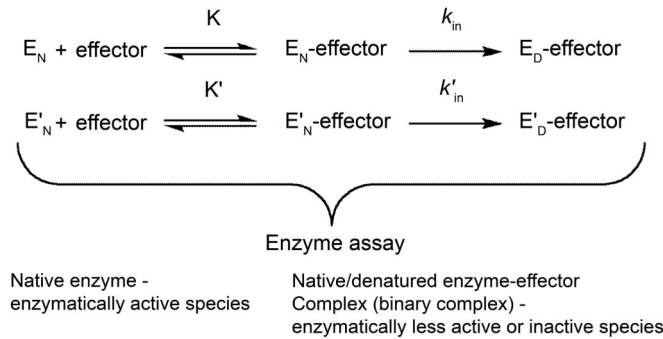 K k_in
E_N + effector E_N-effector E_D-effector
K' k'_in
E'_N + effector E'_N-effector E'_D-effector
Enzyme assay
Native enzyme -
enzymatically active species
Native/denatured enzyme-effector
Complex (binary complex) -
enzymatically less active or inactive species